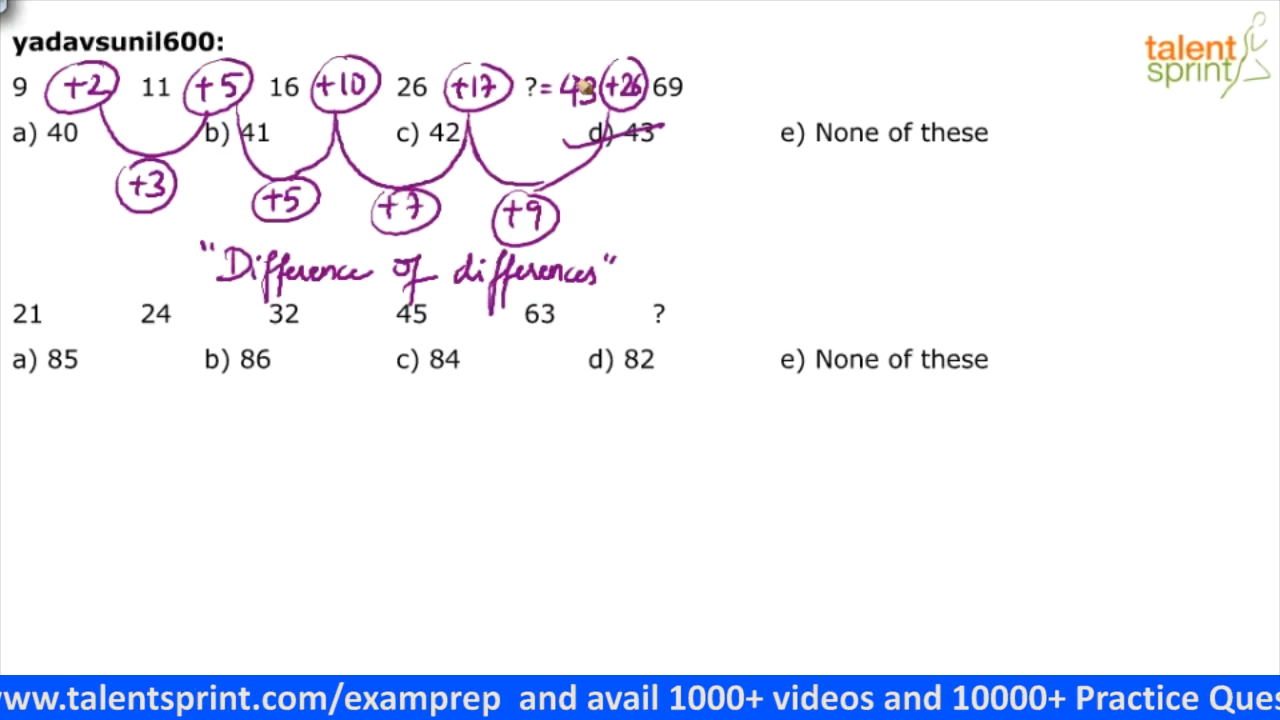 yadavsunil600:
talent
sprint
9 +2 11 +5 16 +10 26 +17 ?= 43 +26 69
a) 40 b) 41 c) 42 d) 43 e) None of these
+3 +5 +7 +9
"Difference of differences"
21 24 32 45 63 ?
a) 85 b) 86 c) 84 d) 82 e) None of these
www.talentsprint.com/examprep and avail 1000+ videos and 10000+ Practice Ques